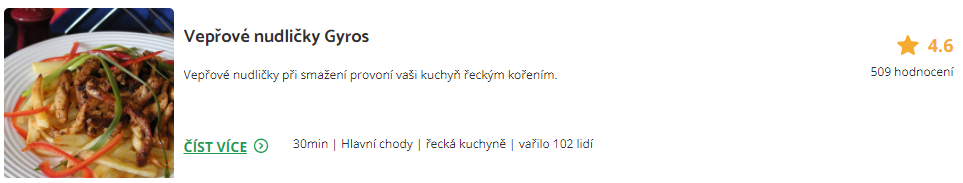 Vepřové nudličky Gyros
4.6
Vepřové nudličky při smažení provoní vaši kuchyň řeckým kořením.
509 hodnocení
ČÍST VÍCE
30min | Hlavní chody | řecká kuchyně | vařilo 102 lidí